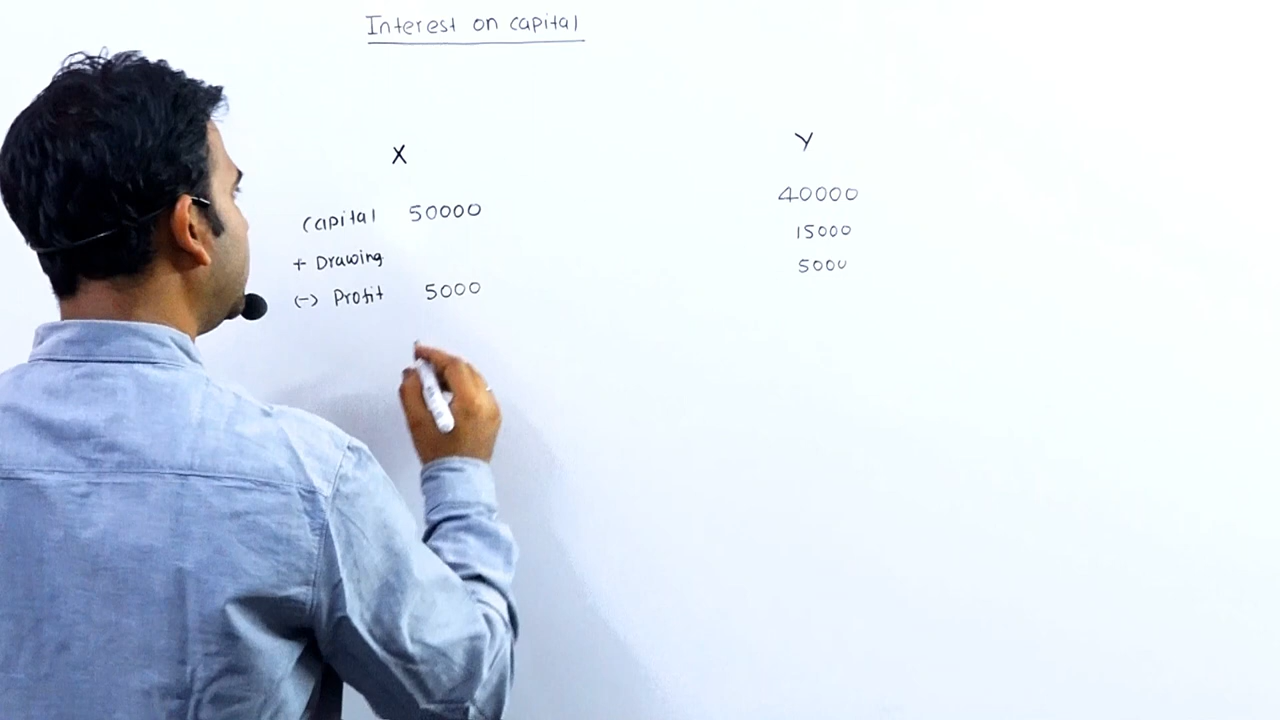 Interest on capital
X
Y
Capital 50000
40000
+ Drawing
15000
(-) Profit 5000
5000